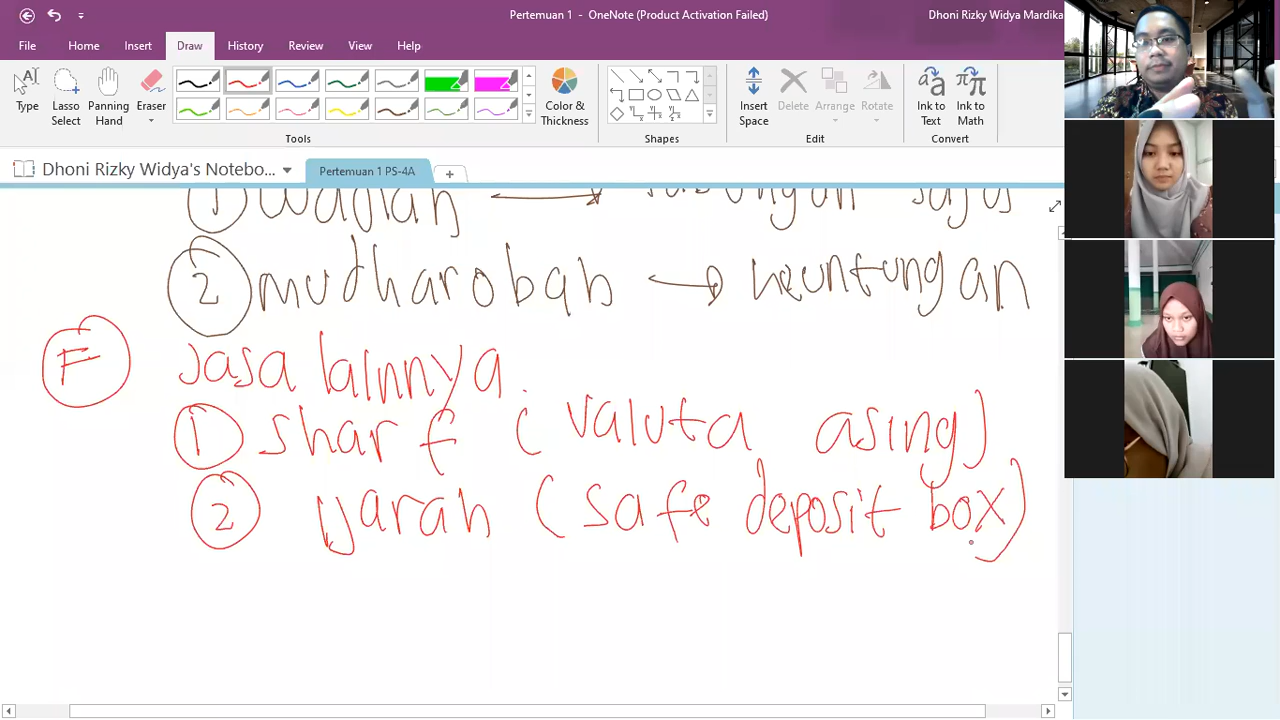 Pertemuan 1 - OneNote (Product Activation Failed)
Dhoni Rizky Widya Mardika
File Home Insert Draw History Review View Help
Type
Lasso Select
Panning Hand
Eraser
Color & Thickness
Insert Space
Delete
Arrange
Rotate
Ink to Text
Ink to Math
Tools
Shapes
Edit
Convert
Dhoni Rizky Widya's Notebo...
Pertemuan 1 PS-4A
1 wadiah
2 mudharobah → keuntungan
F Jasa lainnya
1 sharf (valuta asing)
2 ijarah (safe deposit box)